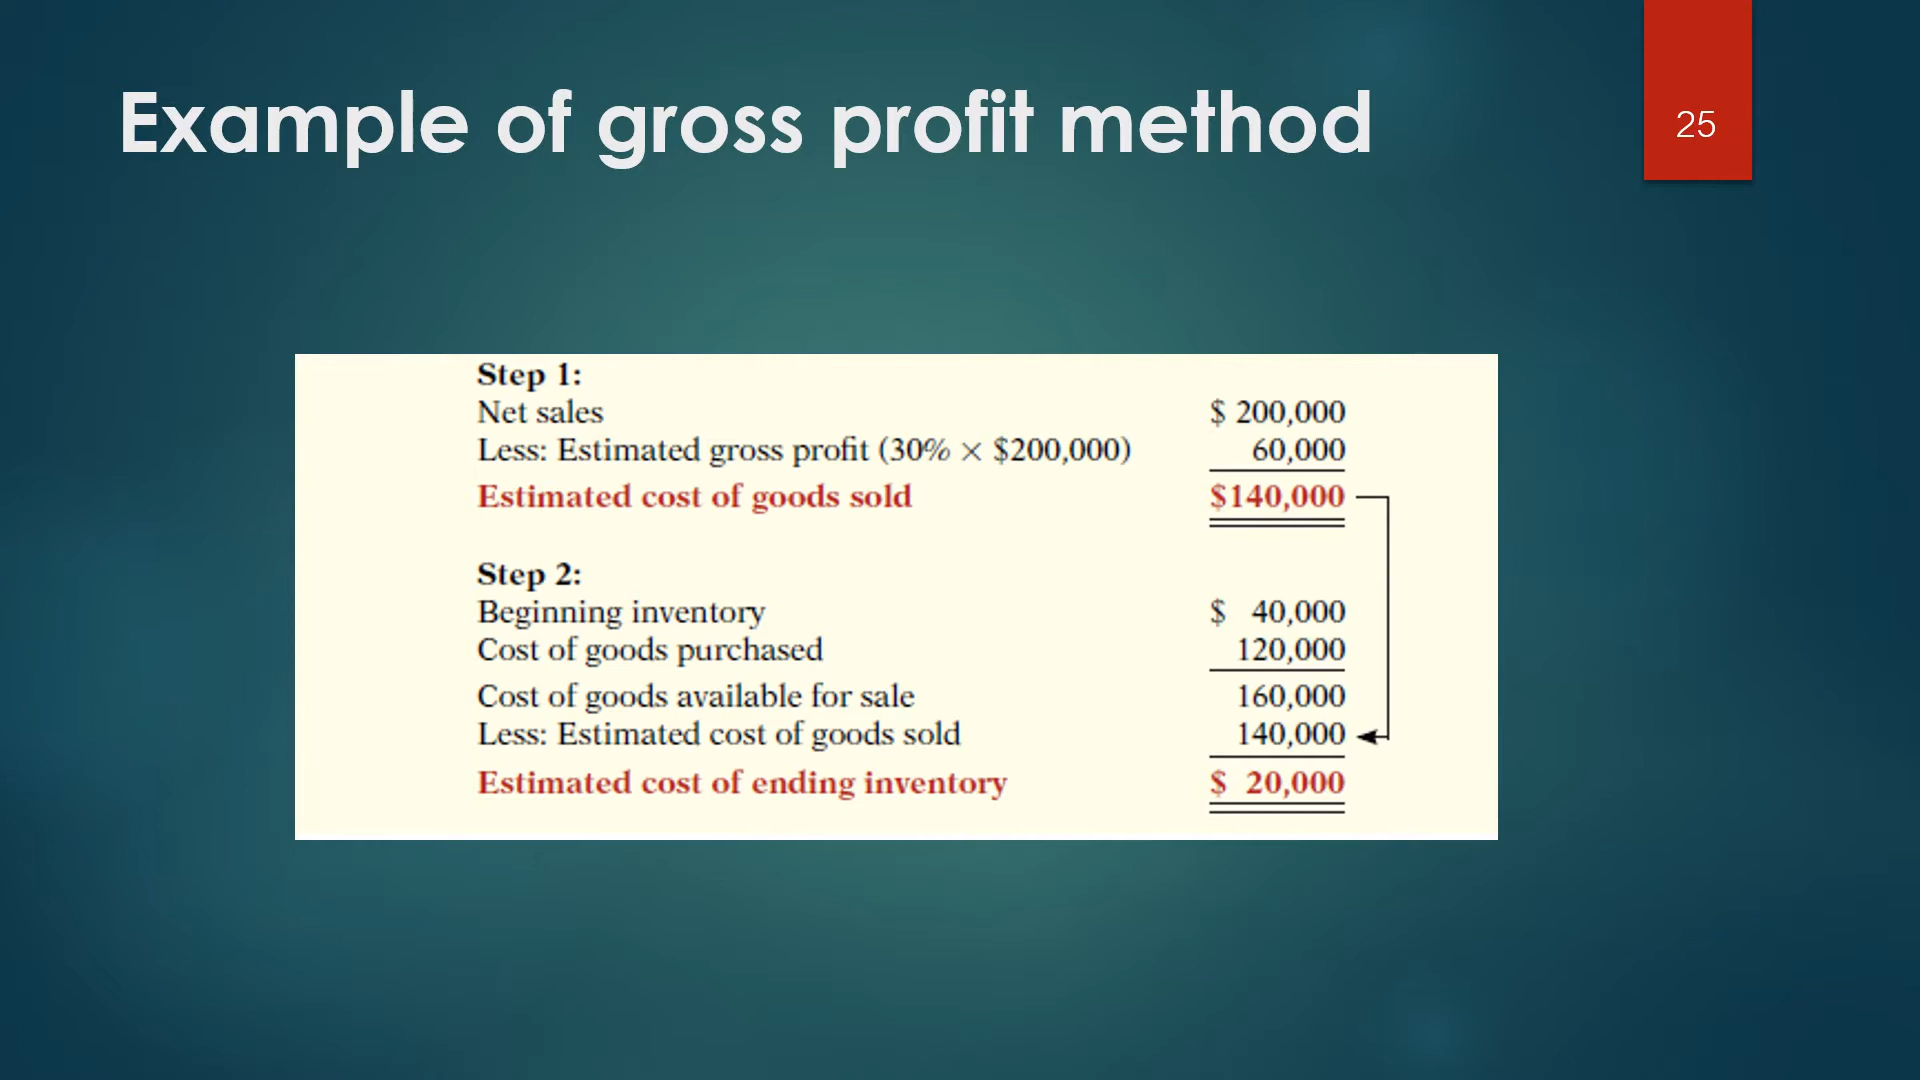 Example of gross profit method
25
Step 1:
Net sales $ 200,000
Less: Estimated gross profit (30% × $200,000) 60,000
Estimated cost of goods sold $140,000
Step 2:
Beginning inventory $ 40,000
Cost of goods purchased 120,000
Cost of goods available for sale 160,000
Less: Estimated cost of goods sold 140,000
Estimated cost of ending inventory $ 20,000